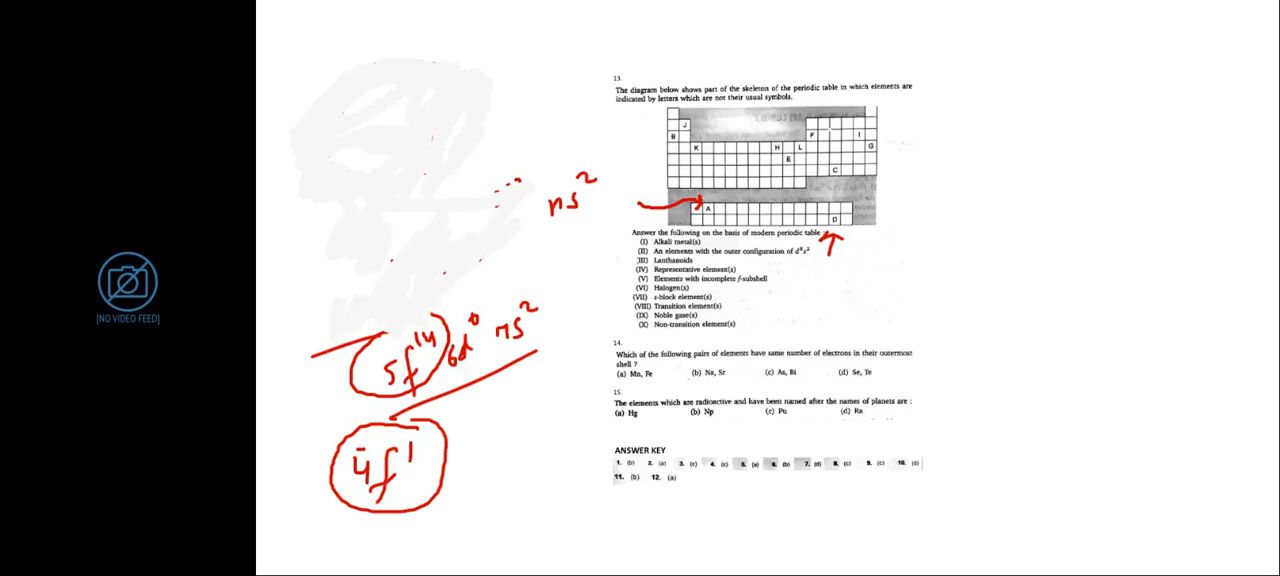 13.
The diagram below shows part of the skeleton of the periodic table in which elements are
indicated by letters which are not their usual symbols.
J
B F I
K H L G
E
C
A
D
Answer the following on the basis of modern periodic table
(I) Alkali metal(s)
(II) An elements with the outer configuration of d⁸s²
(III) Lanthanoids
(IV) Representative element(s)
(V) Elements with incomplete f-subshell
(VI) Halogen(s)
(VII) s-block element(s)
(VIII) Transition element(s)
(IX) Noble gase(s)
(X) Non-transition element(s)
14.
Which of the following pairs of elements have same number of electrons in their outermost
shell ?
(a) Mn, Fe (b) Na, Sr (c) As, Bi (d) Se, Te
15.
The elements which are radioactive and have been named after the names of planets are :
(a) Hg (b) Np (c) Pu (d) Ra
ANSWER KEY
1. (b) 2. (a) 3. (c) 4. (c) 5. (a) 6. (b) 7. (d) 8. (c) 9. (c) 10. (d)
11. (b) 12. (a)
ns²
5f¹⁴ 6d⁰ ns²
4f¹
[NO VIDEO FEED]